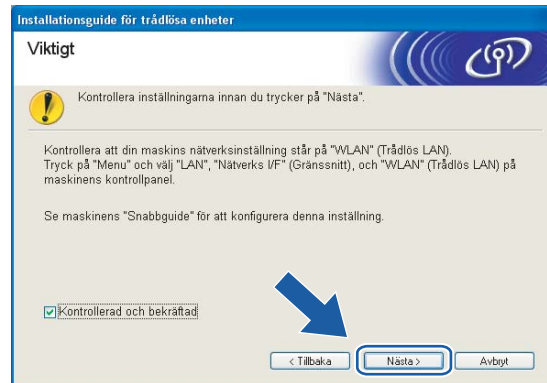 Installationsguide för trådlösa enheter
Viktigt
Kontrollera inställningarna innan du trycker på "Nästa".
Kontrollera att din maskins nätverksinställning står på "WLAN" (Trådlös LAN).
Tryck på "Menu" och välj "LAN", "Nätverks I/F" (Gränssnitt), och "WLAN" (Trådlös LAN) på
maskinens kontrollpanel.
Se maskinens "Snabbguide" för att konfigurera denna inställning.
Kontrollerad och bekräftad
< Tillbaka
Nästa >
Avbryt